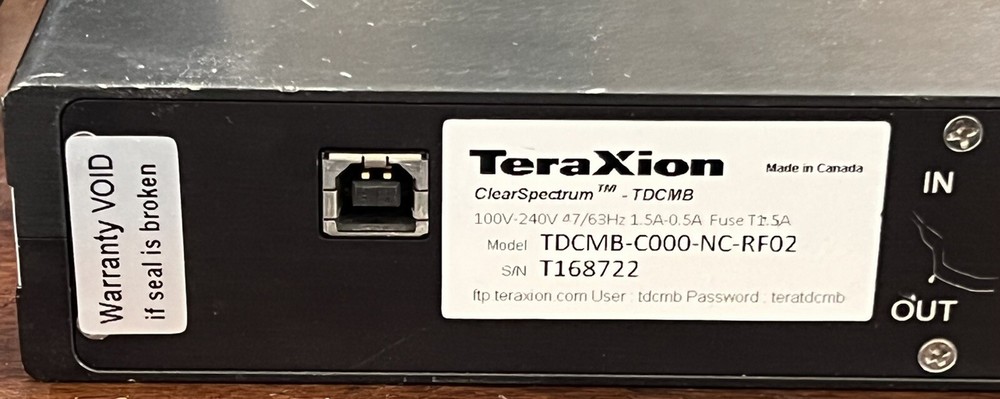 Warranty VOID
if seal is broken
TeraXion Made in Canada
ClearSpectrum™ - TDCMB
100V-240V 47/63Hz 1.5A-0.5A Fuse T1.5A
Model TDCMB-C000-NC-RF02
S/N T168722
ftp teraxion.com User : tdcmb Password : teratdcmb
IN
OUT